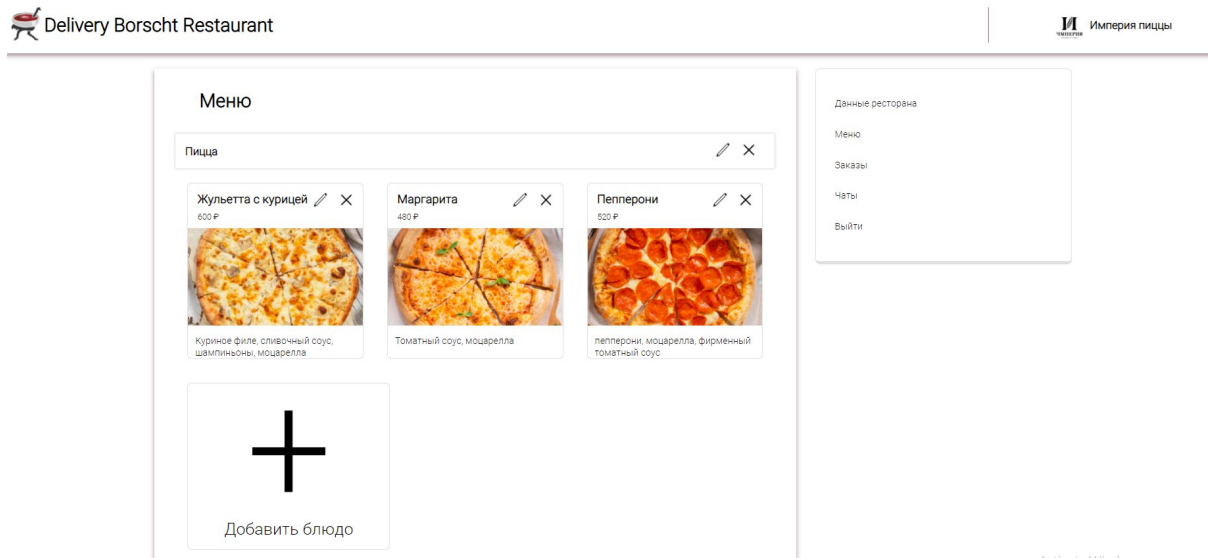 Delivery Borscht Restaurant
ИМПЕРИЯ
Империя пиццы
Меню
Пицца
Жульетта с курицей
600 ₽
Маргарита
480 ₽
Пепперони
520 ₽
Куриное филе, сливочный соус,
шампиньоны, моцарелла
Томатный соус, моцарелла
пепперони, моцарелла, фирменный
томатный соус
Добавить блюдо
Данные ресторана
Меню
Заказы
Чаты
Выйти